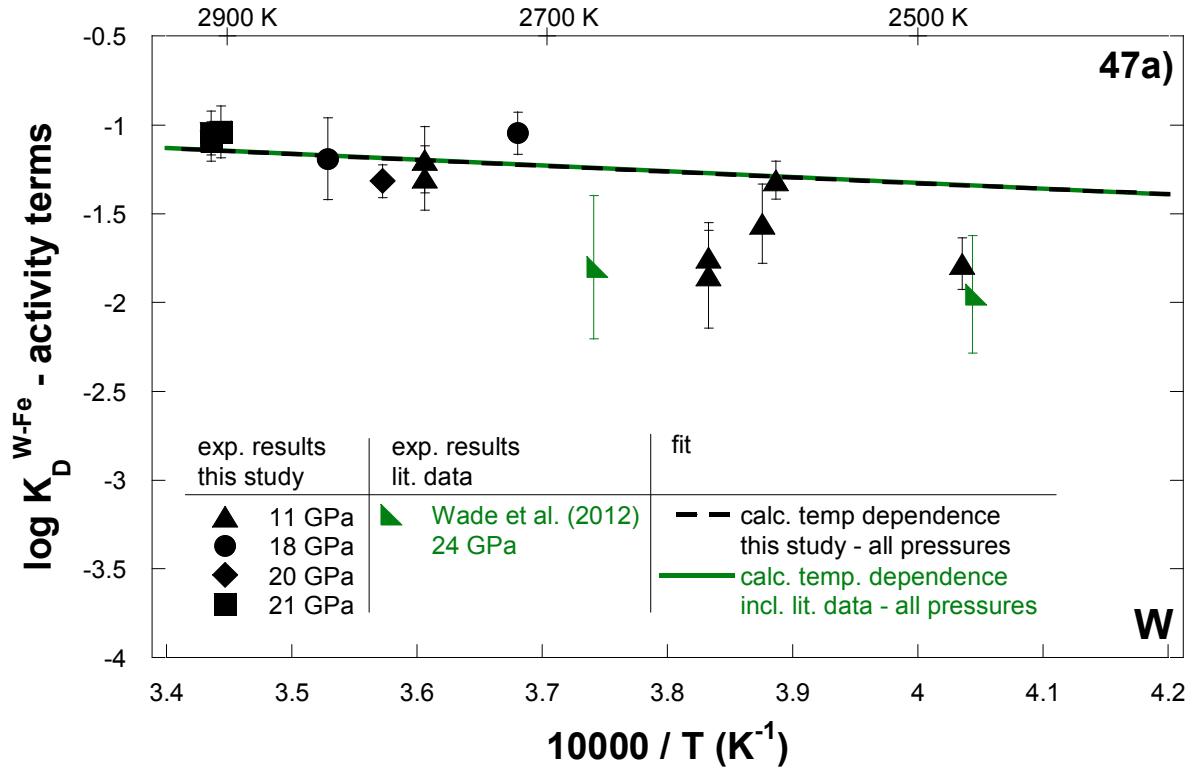 2900 K 2700 K 2500 K
-0.5
47a)
-1
-1.5
-2
-2.5
-3
-3.5
-4
log K_D^W-Fe - activity terms
exp. results
this study
exp. results
lit. data
fit
11 GPa
18 GPa
20 GPa
21 GPa
Wade et al. (2012)
24 GPa
calc. temp dependence
this study - all pressures
calc. temp. dependence
incl. lit. data - all pressures
W
3.4 3.5 3.6 3.7 3.8 3.9 4 4.1 4.2
10000 / T (K^-1)